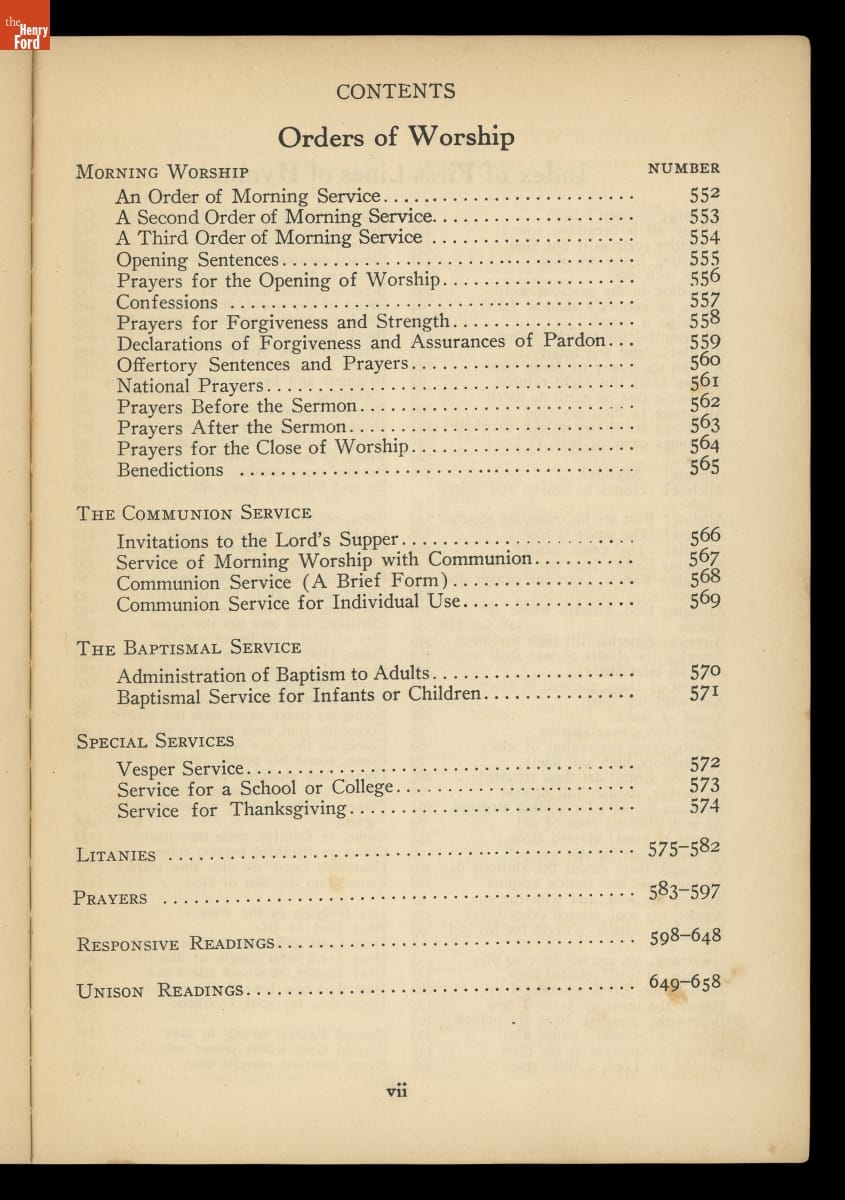 the
Henry
Ford
CONTENTS
Orders of Worship
MORNING WORSHIP NUMBER
An Order of Morning Service......................... 552
A Second Order of Morning Service.................... 553
A Third Order of Morning Service .................... 554
Opening Sentences................................... 555
Prayers for the Opening of Worship................... 556
Confessions ........................................ 557
Prayers for Forgiveness and Strength.................. 558
Declarations of Forgiveness and Assurances of Pardon... 559
Offertory Sentences and Prayers...................... 560
National Prayers.................................... 561
Prayers Before the Sermon........................... 562
Prayers After the Sermon............................ 563
Prayers for the Close of Worship...................... 564
Benedictions ....................................... 565
THE COMMUNION SERVICE
Invitations to the Lord's Supper....................... 566
Service of Morning Worship with Communion.......... 567
Communion Service (A Brief Form).................. 568
Communion Service for Individual Use................. 569
THE BAPTISMAL SERVICE
Administration of Baptism to Adults.................... 570
Baptismal Service for Infants or Children............... 571
SPECIAL SERVICES
Vesper Service...................................... 572
Service for a School or College........................ 573
Service for Thanksgiving............................ 574
LITANIES .............................................. 575–582
PRAYERS .............................................. 583–597
RESPONSIVE READINGS................................... 598–648
UNISON READINGS...................................... 649–658
vii